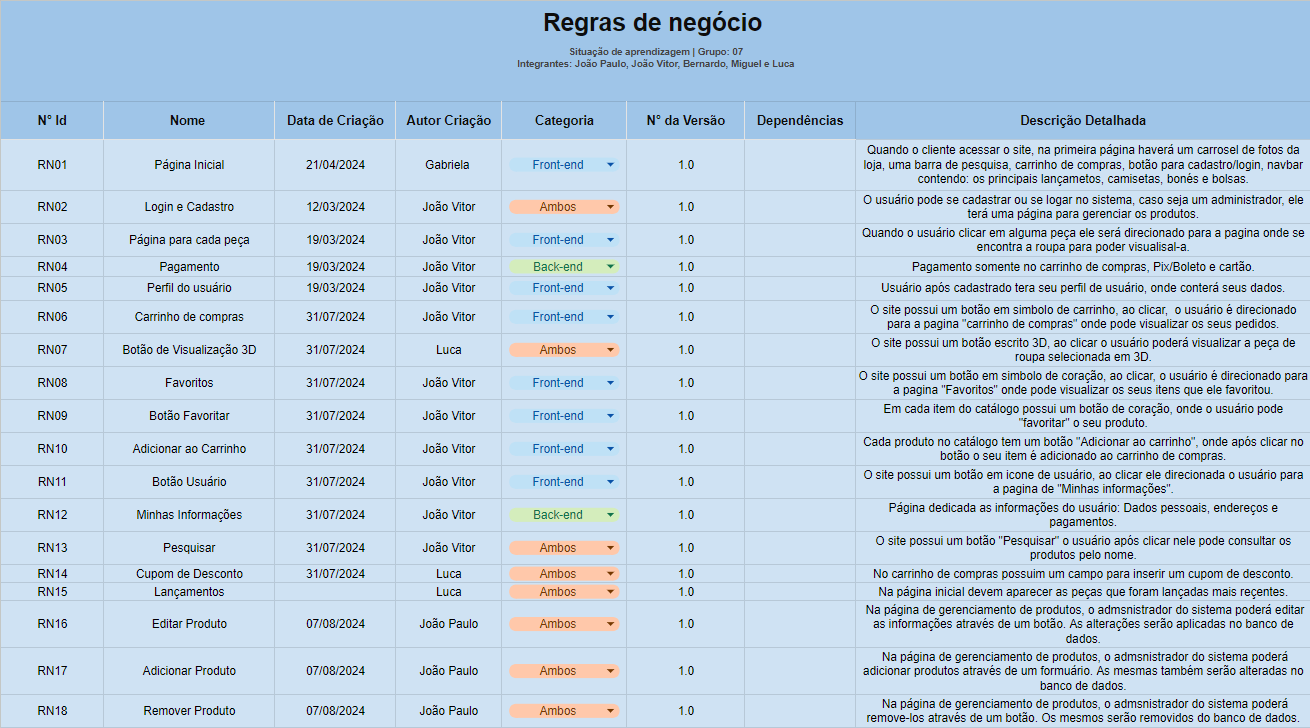 Regras de negócio
Situação de aprendizagem | Grupo: 07
Integrantes: João Paulo, João Vitor, Bernardo, Miguel e Luca
N° Id Nome Data de Criação Autor Criação Categoria N° da Versão Dependências Descrição Detalhada
RN01 Página Inicial 21/04/2024 Gabriela Front-end 1.0 Quando o cliente acessar o site, na primeira página haverá um carrosel de fotos da
loja, uma barra de pesquisa, carrinho de compras, botão para cadastro/login, navbar
contendo: os principais lançametos, camisetas, bonés e bolsas.
RN02 Login e Cadastro 12/03/2024 João Vitor Ambos 1.0 O usuário pode se cadastrar ou se logar no sistema, caso seja um administrador, ele
terá uma página para gerenciar os produtos.
RN03 Página para cada peça 19/03/2024 João Vitor Front-end 1.0 Quando o usuário clicar em alguma peça ele será direcionado para a pagina onde se
encontra a roupa para poder visualisal-a.
RN04 Pagamento 19/03/2024 João Vitor Back-end 1.0 Pagamento somente no carrinho de compras, Pix/Boleto e cartão.
RN05 Perfil do usuário 19/03/2024 João Vitor Front-end 1.0 Usuário após cadastrado tera seu perfil de usuário, onde conterá seus dados.
RN06 Carrinho de compras 31/07/2024 João Vitor Front-end 1.0 O site possui um botão em simbolo de carrinho, ao clicar, o usuário é direcionado
para a pagina "carrinho de compras" onde pode visualizar os seus pedidos.
RN07 Botão de Visualização 3D 31/07/2024 Luca Ambos 1.0 O site possui um botão escrito 3D, ao clicar o usuário poderá visualizar a peça de
roupa selecionada em 3D.
RN08 Favoritos 31/07/2024 João Vitor Front-end 1.0 O site possui um botão em simbolo de coração, ao clicar, o usuário é direcionado para
a pagina "Favoritos" onde pode visualizar os seus itens que ele favoritou.
RN09 Botão Favoritar 31/07/2024 João Vitor Front-end 1.0 Em cada item do catálogo possui um botão de coração, onde o usuário pode
"favoritar" o seu produto.
RN10 Adicionar ao Carrinho 31/07/2024 João Vitor Front-end 1.0 Cada produto no catálogo tem um botão "Adicionar ao carrinho", onde após clicar no
botão o seu item é adicionado ao carrinho de compras.
RN11 Botão Usuário 31/07/2024 João Vitor Front-end 1.0 O site possui um botão em icone de usuário, ao clicar ele direcionada o usuário para
a pagina de "Minhas informações".
RN12 Minhas Informações 31/07/2024 João Vitor Back-end 1.0 Página dedicada as informações do usuário: Dados pessoais, endereços e
pagamentos.
RN13 Pesquisar 31/07/2024 João Vitor Ambos 1.0 O site possui um botão "Pesquisar" o usuário após clicar nele pode consultar os
produtos pelo nome.
RN14 Cupom de Desconto 31/07/2024 Luca Ambos 1.0 No carrinho de compras possuim um campo para inserir um cupom de desconto.
RN15 Lançamentos Luca Ambos 1.0 Na página inicial devem aparecer as peças que foram lançadas mais reçentes.
RN16 Editar Produto 07/08/2024 João Paulo Ambos 1.0 Na página de gerenciamento de produtos, o admsnistrador do sistema poderá editar
as informações através de um botão. As alterações serão aplicadas no banco de
dados.
RN17 Adicionar Produto 07/08/2024 João Paulo Ambos 1.0 Na página de gerenciamento de produtos, o admsnistrador do sistema poderá
adicionar produtos através de um formuário. As mesmas também serão alteradas no
banco de dados.
RN18 Remover Produto 07/08/2024 João Paulo Ambos 1.0 Na página de gerenciamento de produtos, o admsnistrador do sistema poderá
remove-los através de um botão. Os mesmos serão removidos do banco de dados.